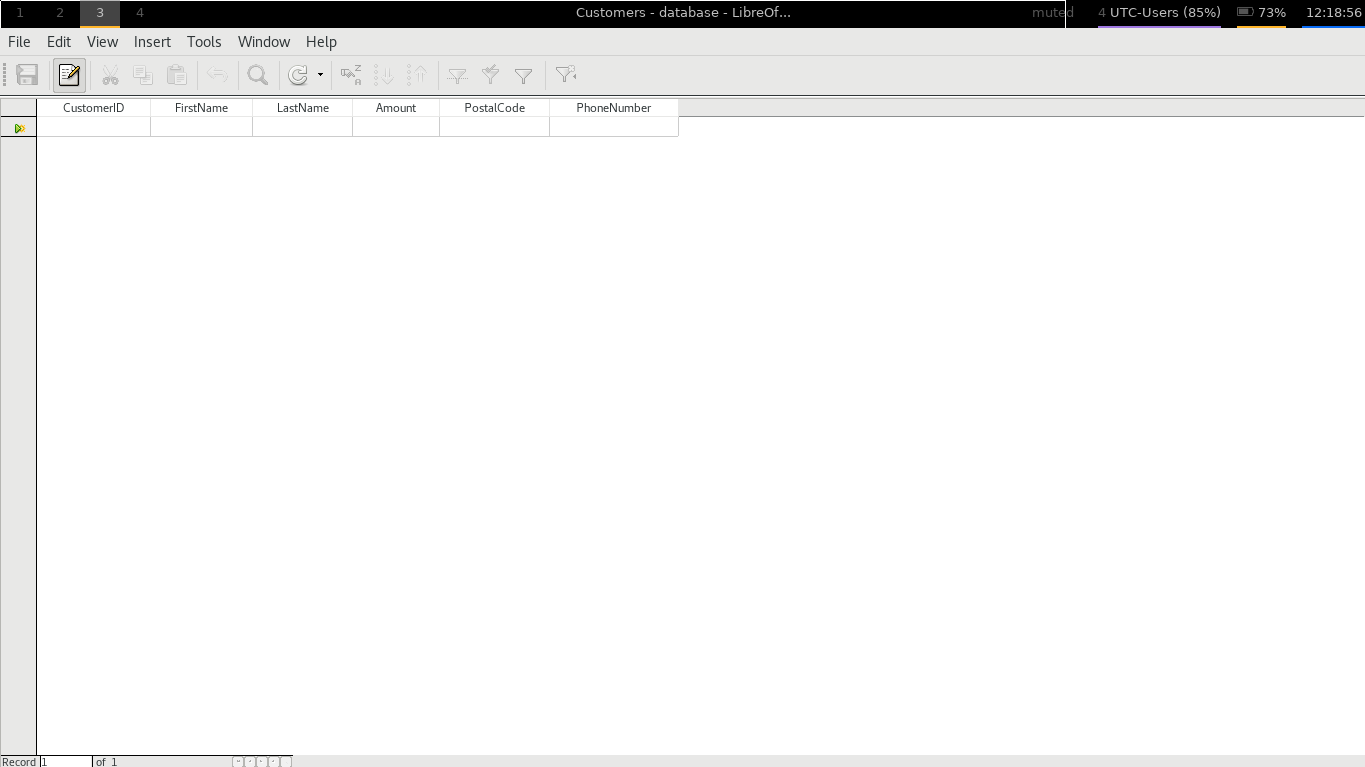 1 2 3 4 Customers - database - LibreOf... muted 4 UTC-Users (85%) 73% 12:18:56
File Edit View Insert Tools Window Help
CustomerID FirstName LastName Amount PostalCode PhoneNumber
Record 1 of 1